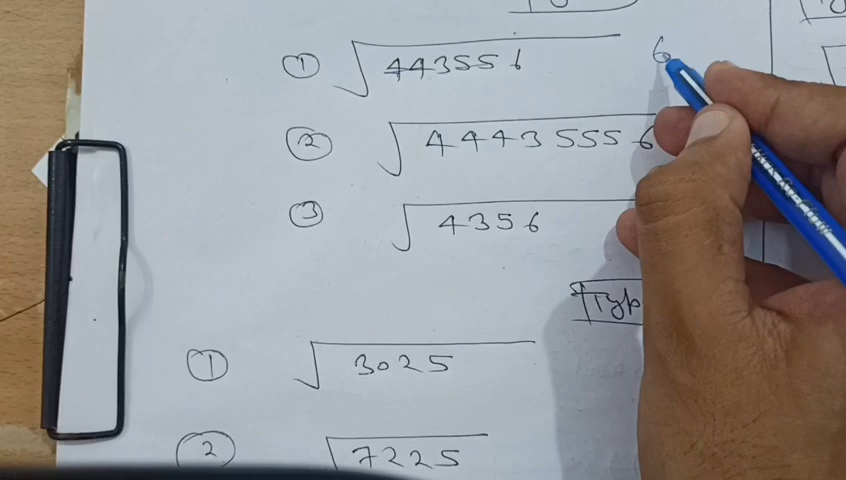 ① √443556 6
② √44435556
③ √4356
Typ
① √3025
② √7225